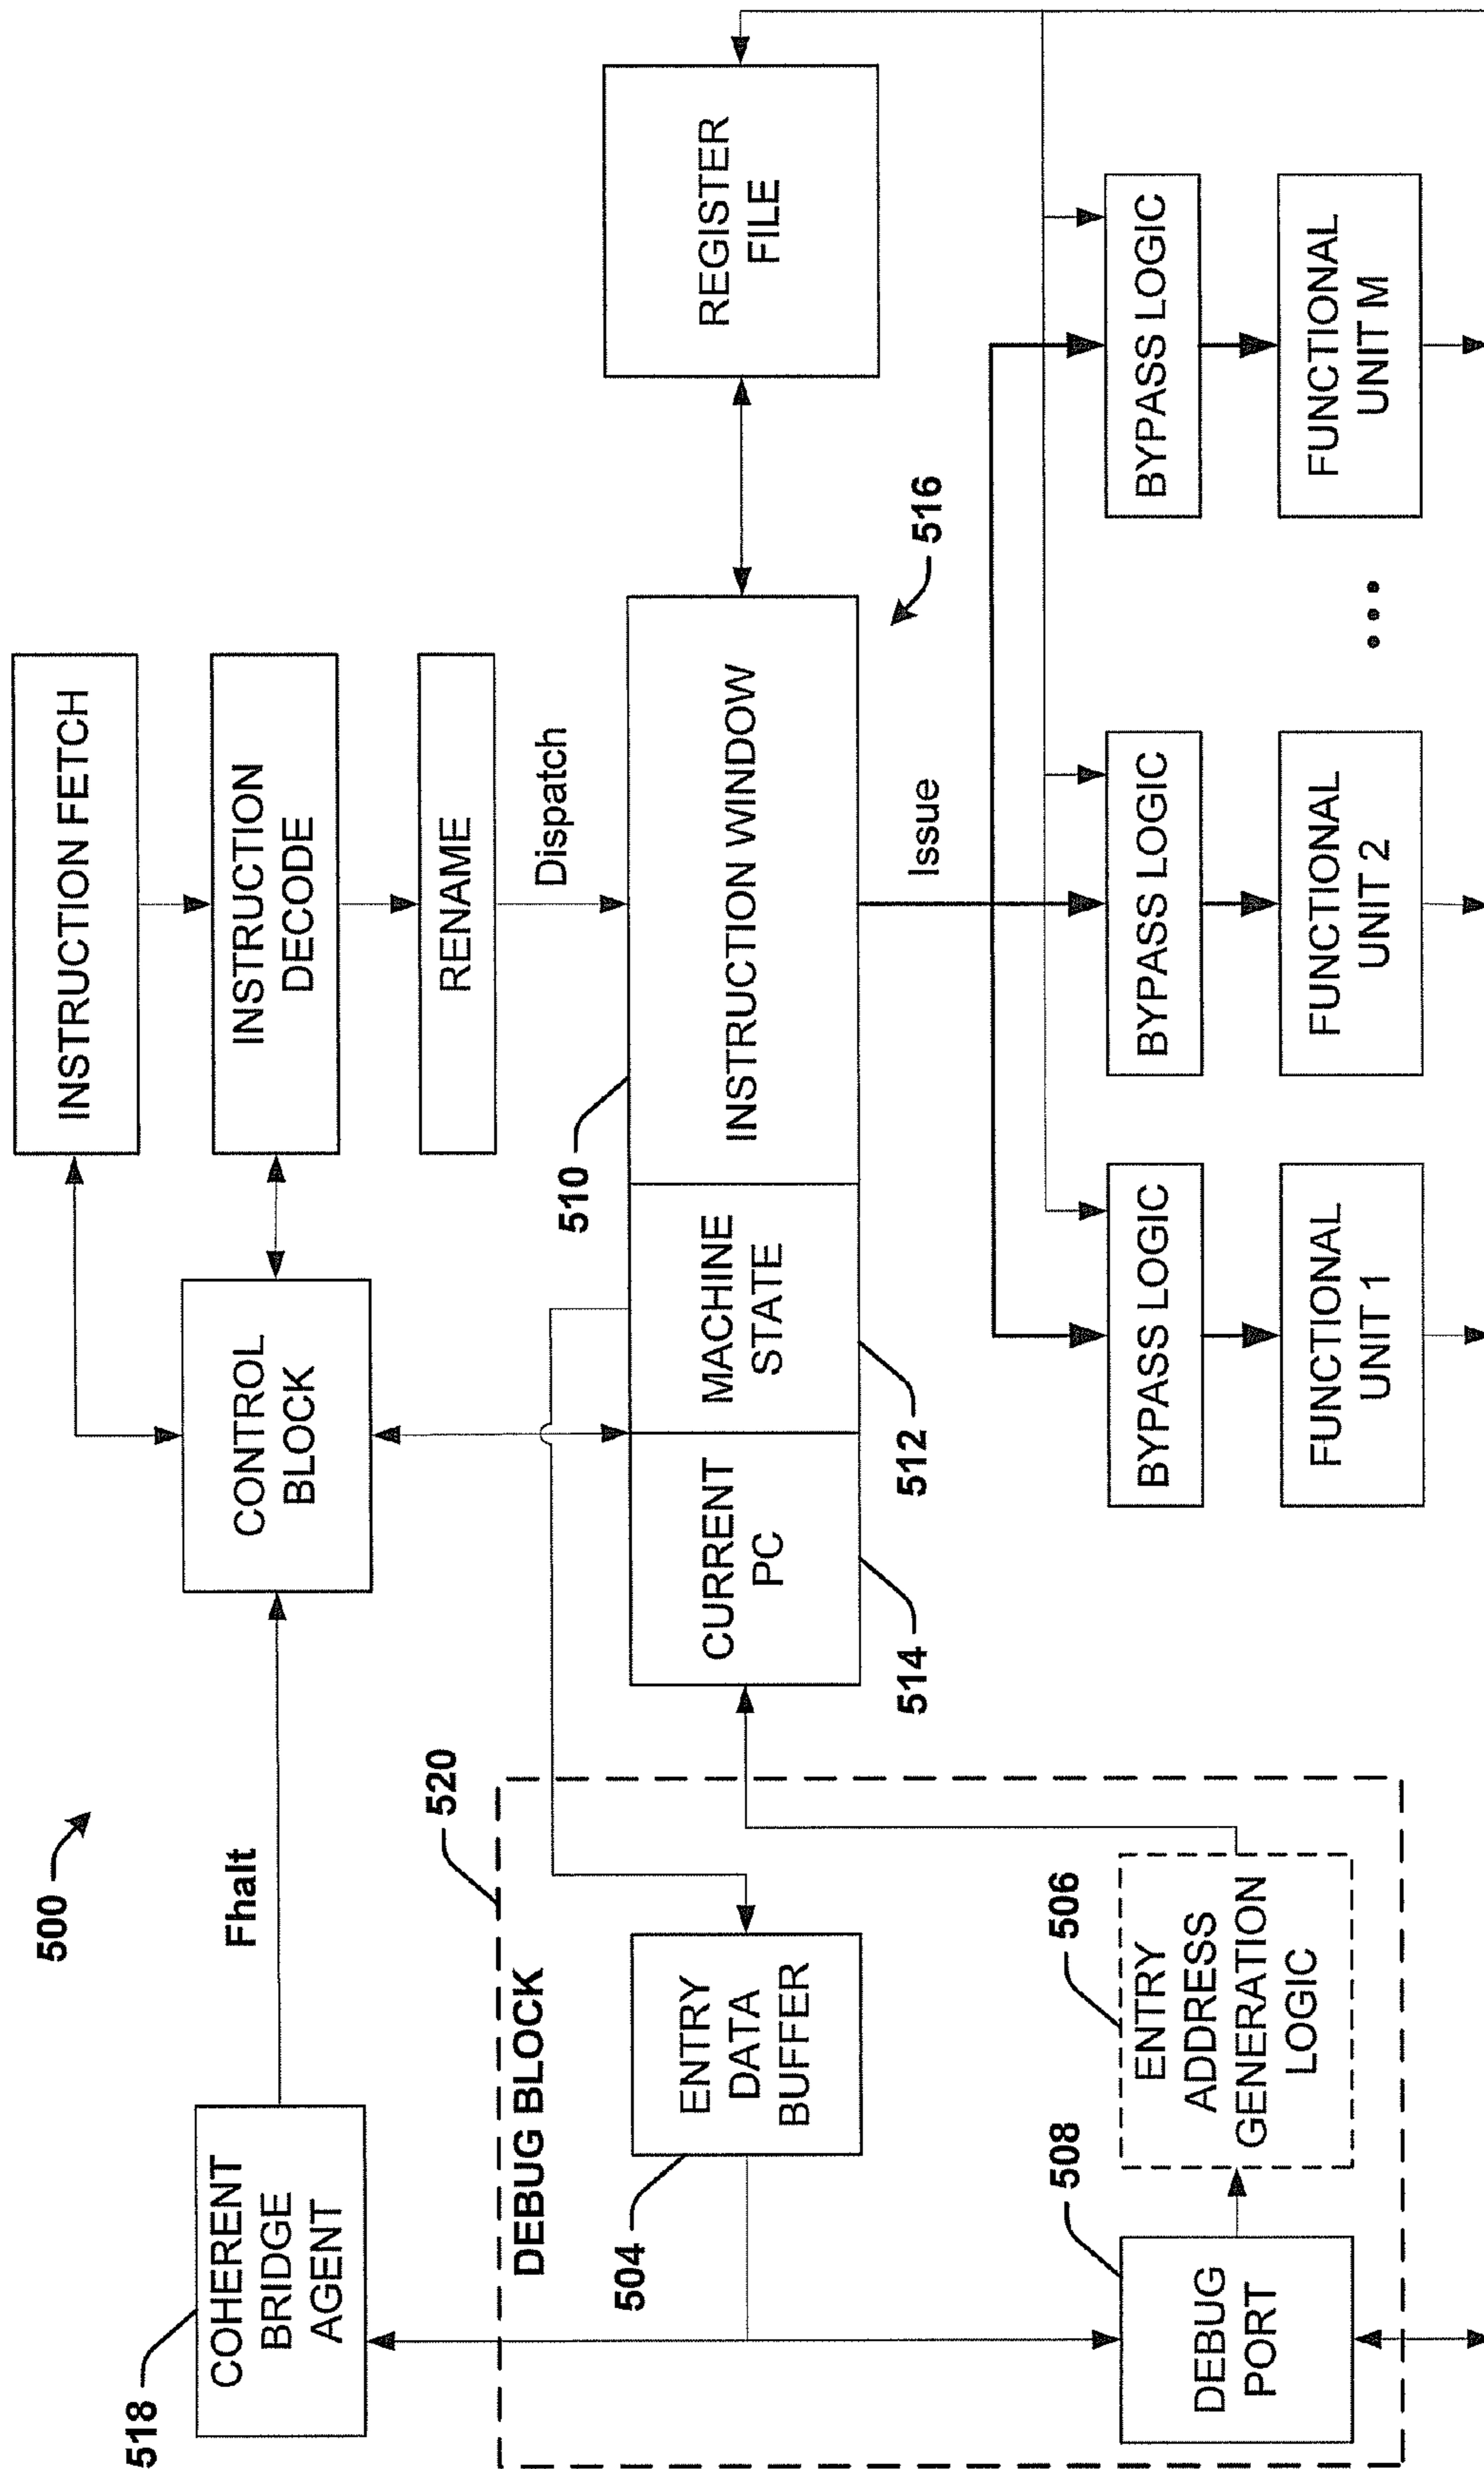 500
518
COHERENT
BRIDGE
AGENT
Fhalt
CONTROL
BLOCK
INSTRUCTION FETCH
INSTRUCTION
DECODE
RENAME
Dispatch
520
DEBUG BLOCK
504
ENTRY
DATA
BUFFER
514
CURRENT
PC
512
MACHINE
STATE
510
INSTRUCTION WINDOW
516
REGISTER
FILE
Issue
508
DEBUG
PORT
506
ENTRY
ADDRESS
GENERATION
LOGIC
BYPASS LOGIC
BYPASS LOGIC
BYPASS LOGIC
FUNCTIONAL
UNIT 1
FUNCTIONAL
UNIT 2
•••
FUNCTIONAL
UNIT M